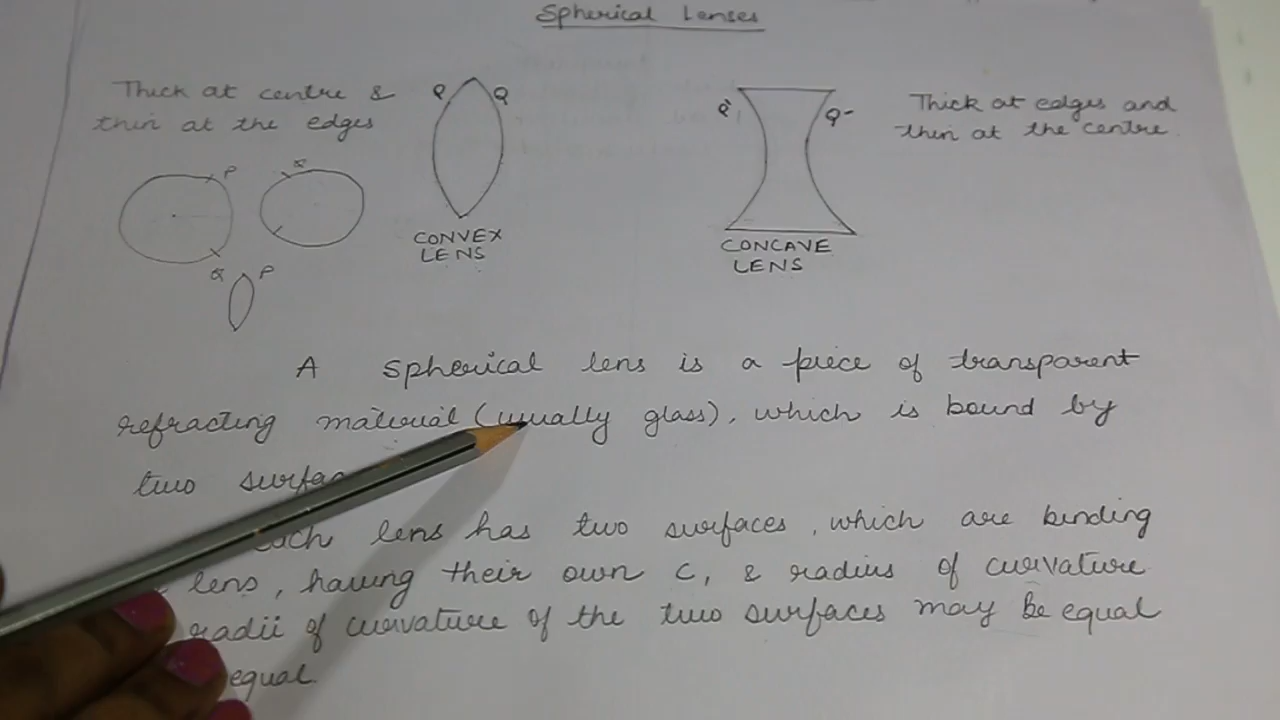 Spherical Lenses
Thick at centre &
thin at the edges
P Q
CONVEX
LENS
P Q
CONCAVE
LENS
Thick at edges and
thin at the centre
P
Q P
A spherical lens is a piece of transparent
refracting material (usually glass), which is bound by
two
lens has two surfaces, which are binding
lens, having their own C, & radius of curvature
radii of curvature of the two surfaces may be equal
equal.